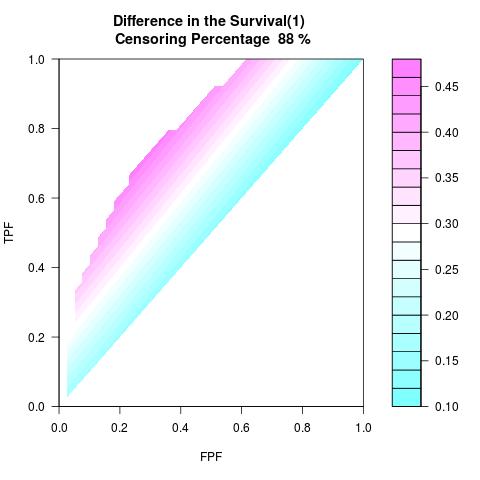 Difference in the Survival(1)
Censoring Percentage  88 %
TPF
1.0
0.8
0.6
0.4
0.2
0.0
0.0 0.2 0.4 0.6 0.8 1.0
FPF
0.45
0.40
0.35
0.30
0.25
0.20
0.15
0.10